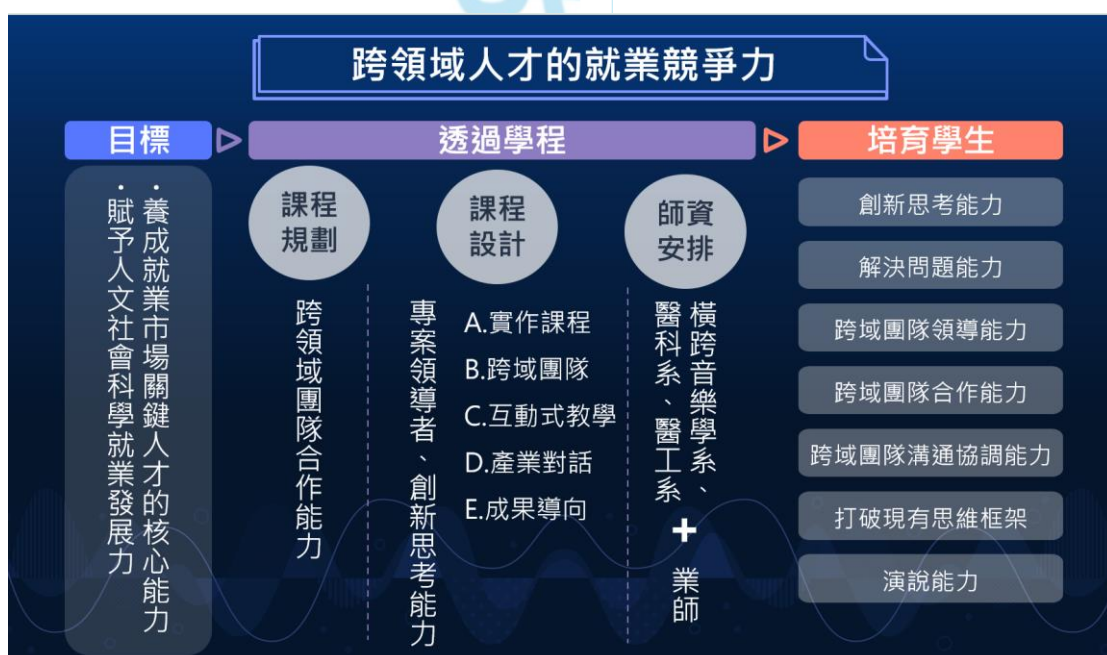 跨領域人才的就業競爭力
目標
透過學程
培育學生
・養成就業市場關鍵人才的核心能力
・賦予人文社會科學就業發展力
課程
規劃
跨領域團隊合作能力
課程
設計
專案領導者、創新思考能力
A.實作課程
B.跨域團隊
C.互動式教學
D.產業對話
E.成果導向
師資
安排
橫跨音樂學系、
醫科系、醫工系
+
業師
創新思考能力
解決問題能力
跨域團隊領導能力
跨域團隊合作能力
跨域團隊溝通協調能力
打破現有思維框架
演說能力